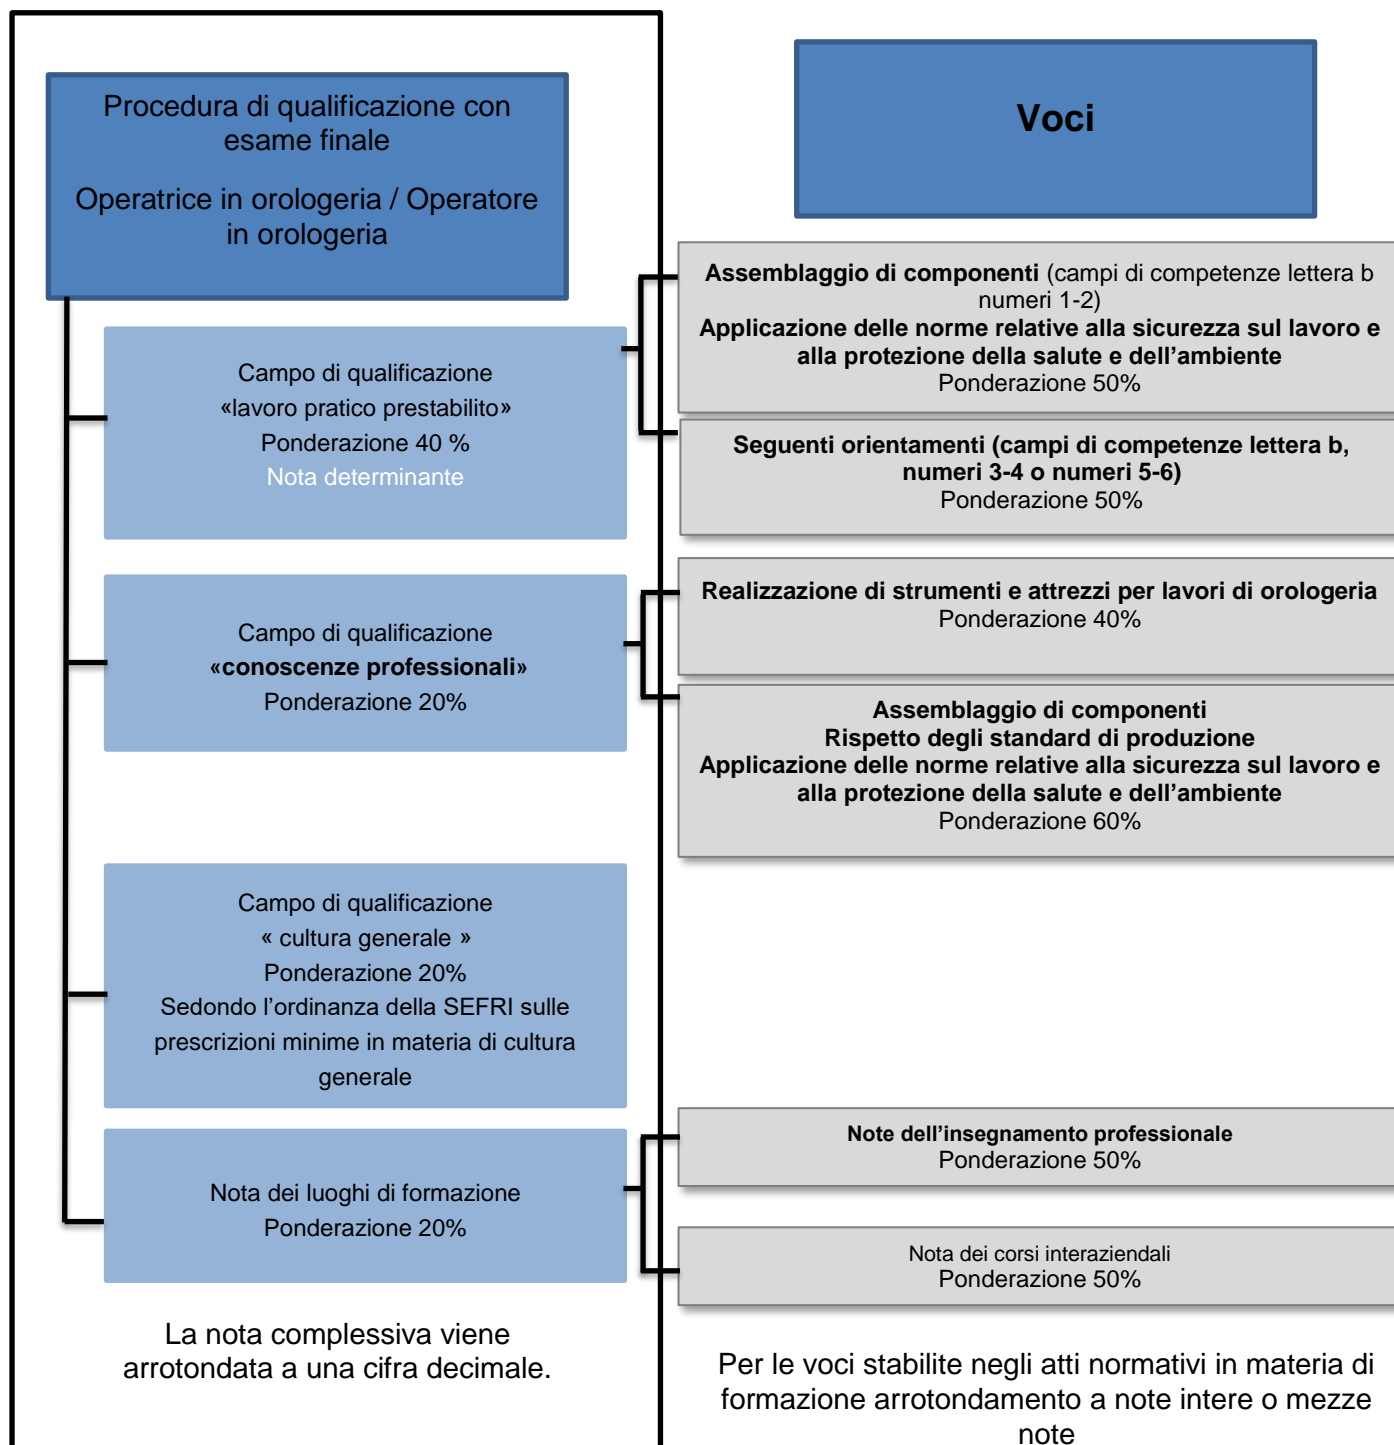 Procedura di qualificazione con
esame finale
Operatrice in orologeria / Operatore
in orologeria
Voci
Assemblaggio di componenti (campi di competenze lettera b
numeri 1-2)
Applicazione delle norme relative alla sicurezza sul lavoro e
alla protezione della salute e dell’ambiente
Ponderazione 50%
Campo di qualificazione
«lavoro pratico prestabilito»
Ponderazione 40 %
Nota determinante
Seguenti orientamenti (campi di competenze lettera b,
numeri 3-4 o numeri 5-6)
Ponderazione 50%
Realizzazione di strumenti e attrezzi per lavori di orologeria
Ponderazione 40%
Campo di qualificazione
«conoscenze professionali»
Ponderazione 20%
Assemblaggio di componenti
Rispetto degli standard di produzione
Applicazione delle norme relative alla sicurezza sul lavoro e
alla protezione della salute e dell’ambiente
Ponderazione 60%
Campo di qualificazione
« cultura generale »
Ponderazione 20%
Sedondo l’ordinanza della SEFRI sulle
prescrizioni minime in materia di cultura
generale
Note dell’insegnamento professionale
Ponderazione 50%
Nota dei luoghi di formazione
Ponderazione 20%
Nota dei corsi interaziendali
Ponderazione 50%
La nota complessiva viene
arrotondata a una cifra decimale.
Per le voci stabilite negli atti normativi in materia di
formazione arrotondamento a note intere o mezze
note